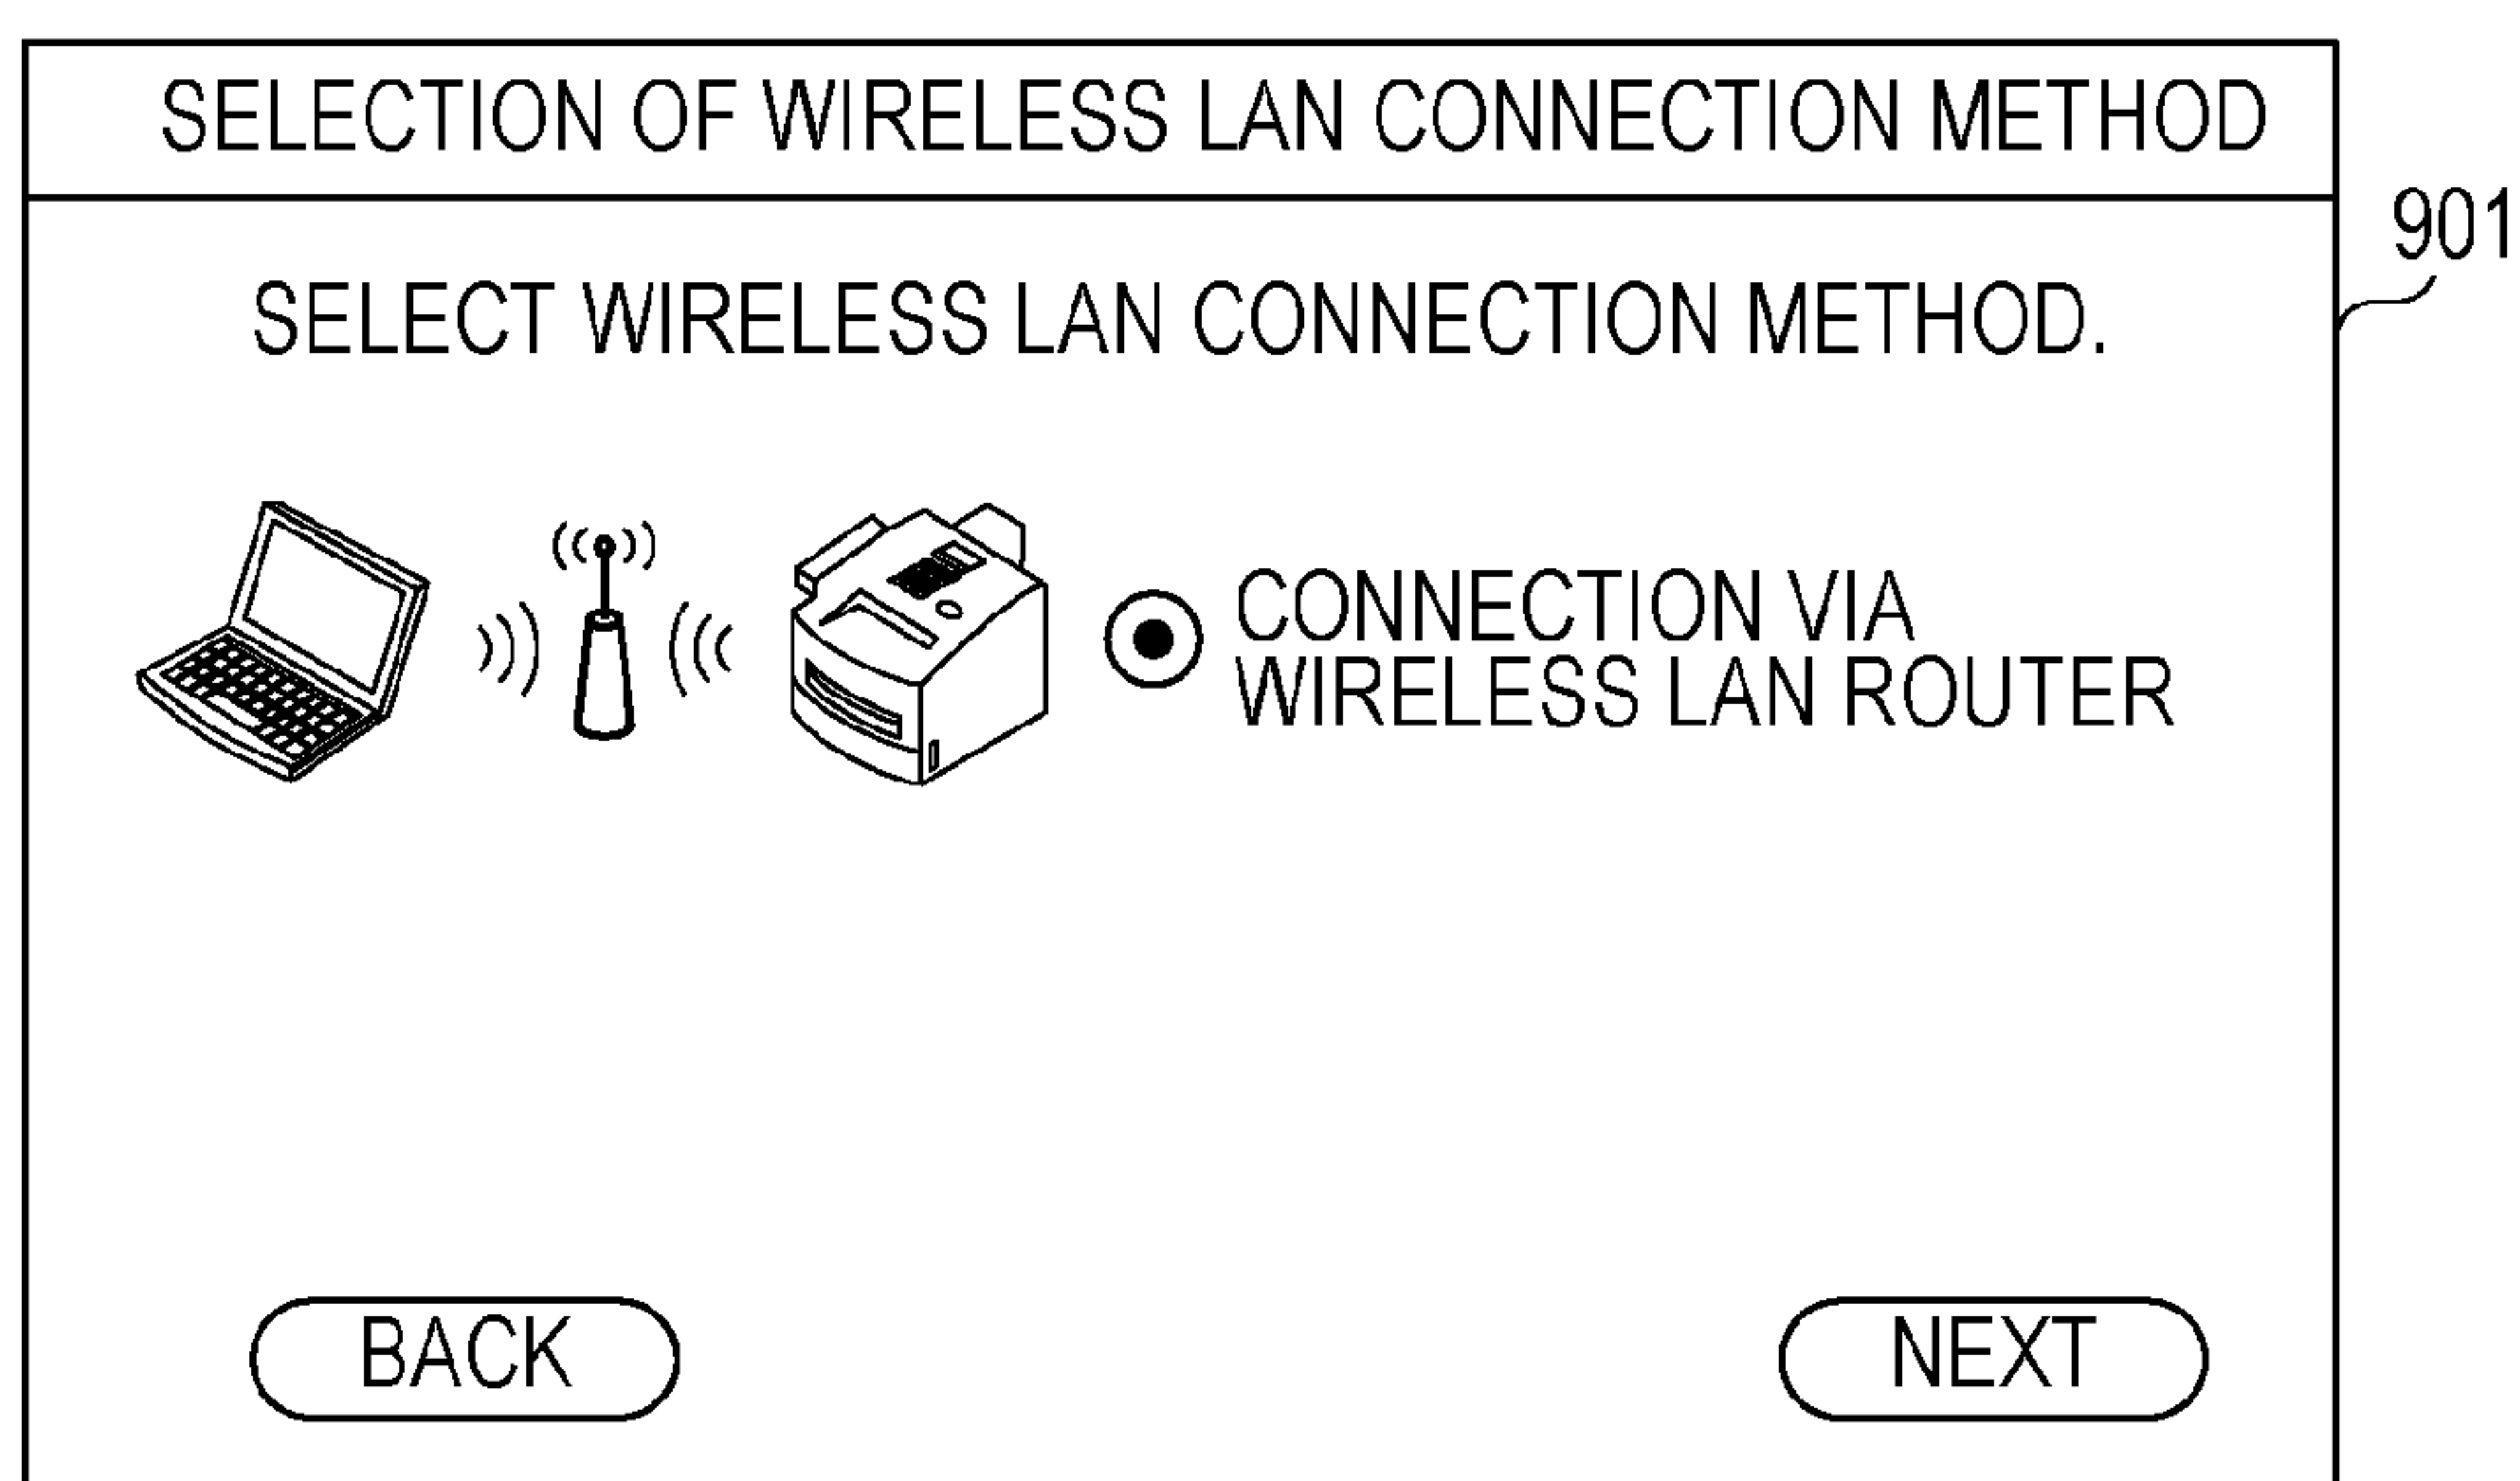 SELECTION OF WIRELESS LAN CONNECTION METHOD
901
SELECT WIRELESS LAN CONNECTION METHOD.
CONNECTION VIA
WIRELESS LAN ROUTER
BACK
NEXT